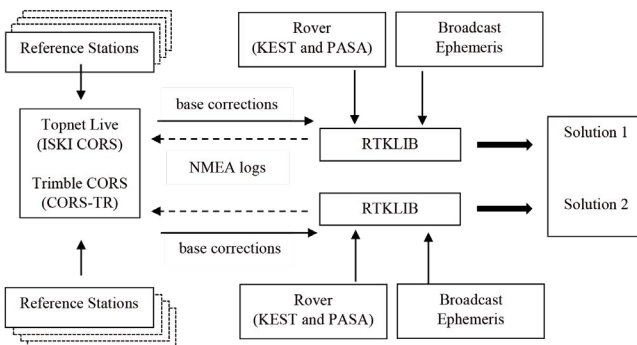 Reference Stations
Rover
(KEST and PASA)
Broadcast
Ephemeris
base corrections
Topnet Live
(ISKI CORS)
Trimble CORS
(CORS-TR)
RTKLIB
Solution 1
NMEA logs
RTKLIB
Solution 2
base corrections
Reference Stations
Rover
(KEST and PASA)
Broadcast
Ephemeris